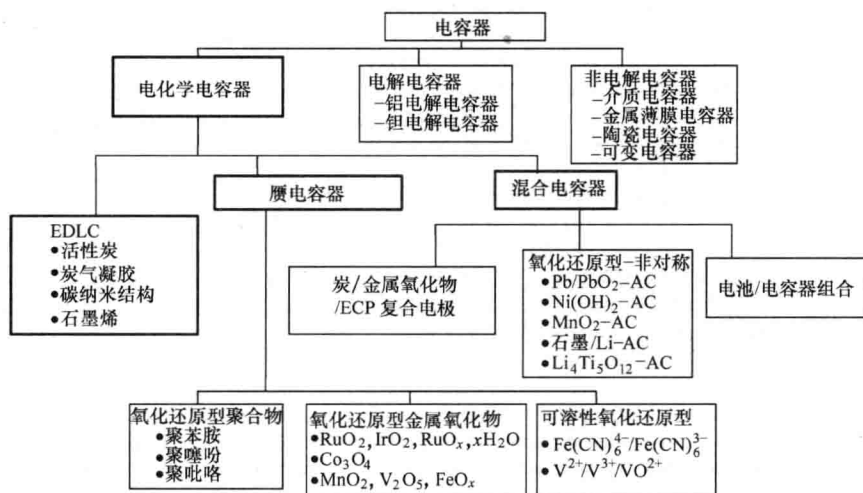 电容器
电化学电容器
电解电容器
–铝电解电容器
–钽电解电容器
非电解电容器
–介质电容器
–金属薄膜电容器
–陶瓷电容器
–可变电容器
赝电容器
混合电容器
EDLC
•活性炭
•炭气凝胶
•碳纳米结构
•石墨烯
炭/金属氧化物
/ECP 复合电极
氧化还原型–非对称
•Pb/PbO₂–AC
•Ni(OH)₂–AC
•MnO₂–AC
•石墨/Li–AC
•Li₄Ti₅O₁₂–AC
电池/电容器组合
氧化还原型聚合物
•聚苯胺
•聚噻吩
•聚吡咯
氧化还原型金属氧化物
•RuO₂, IrO₂, RuOₓ, xH₂O
•Co₃O₄
•MnO₂, V₂O₅, FeOₓ
可溶性氧化还原型
•Fe(CN)₆⁴⁻/Fe(CN)₆³⁻
•V²⁺/V³⁺/VO²⁺